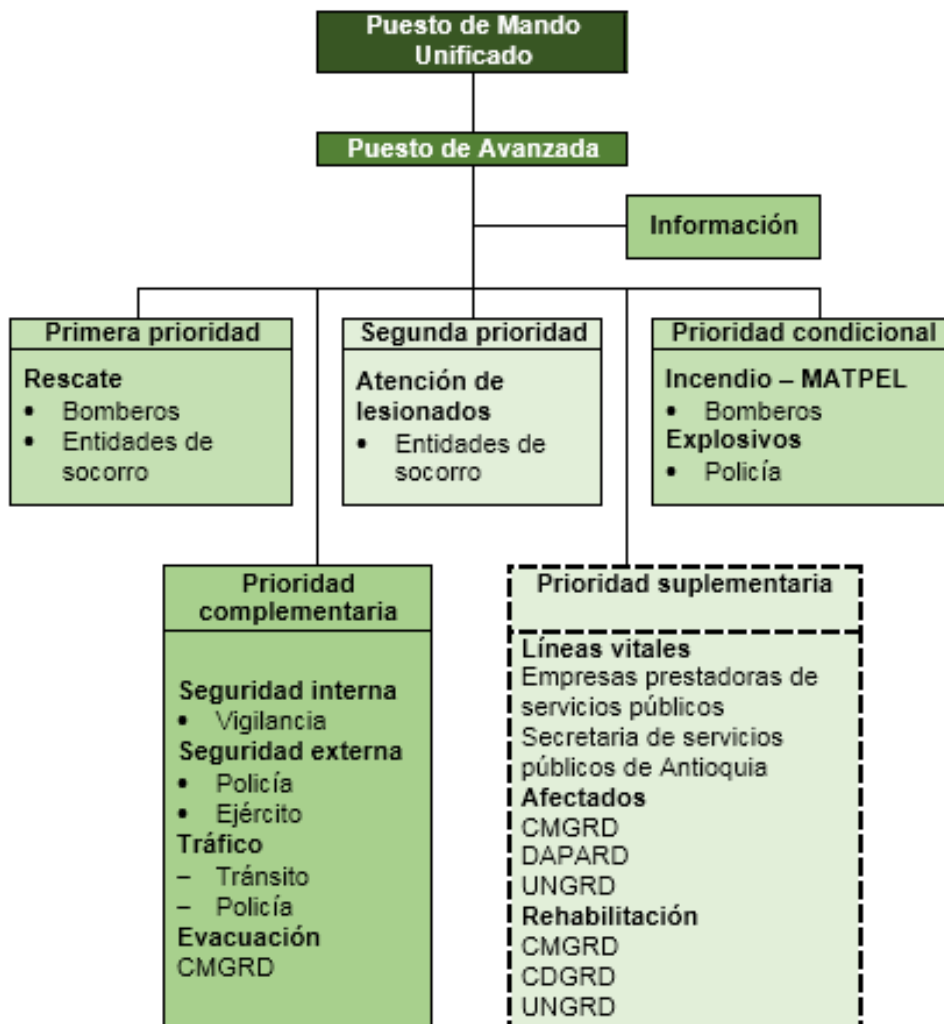 Puesto de Mando
Unificado
Puesto de Avanzada
Información
Primera prioridad
Rescate
• Bomberos
• Entidades de
socorro
Segunda prioridad
Atención de
lesionados
• Entidades de
socorro
Prioridad condicional
Incendio – MATPEL
• Bomberos
Explosivos
• Policía
Prioridad
complementaria
Seguridad interna
• Vigilancia
Seguridad externa
• Policía
• Ejército
Tráfico
– Tránsito
– Policía
Evacuación
CMGRD
Prioridad suplementaria
Líneas vitales
Empresas prestadoras de
servicios públicos
Secretaria de servicios
públicos de Antioquia
Afectados
CMGRD
DAPARD
UNGRD
Rehabilitación
CMGRD
CDGRD
UNGRD